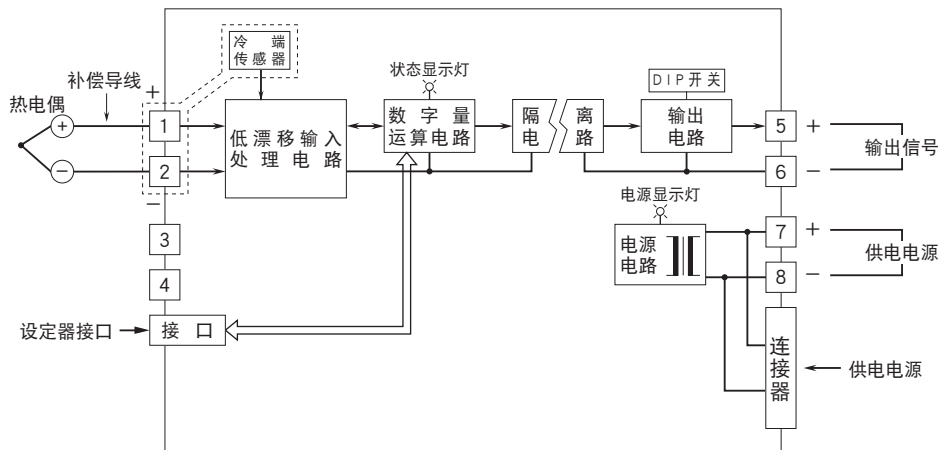 冷端
传感器
状态显示灯
DIP开关
补偿导线
热电偶
+
+
1
低漂移输入
处理电路
数字量
运算电路
隔离
电路
输出
电路
5
+
输出信号
−
2
−
6
−
电源显示灯
3
电源
电路
7
+
供电电源
4
8
−
设定器接口
接口
连接器
供电电源